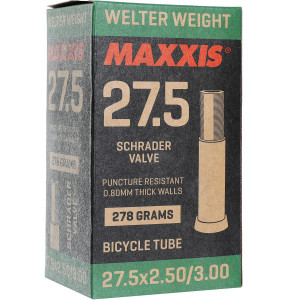 WELTER WEIGHT
MAXXIS®
27.5
SCHRADER
VALVE
PUNCTURE RESISTANT
0.80MM THICK WALLS
278 GRAMS
BICYCLE TUBE
27.5x2.50/3.00